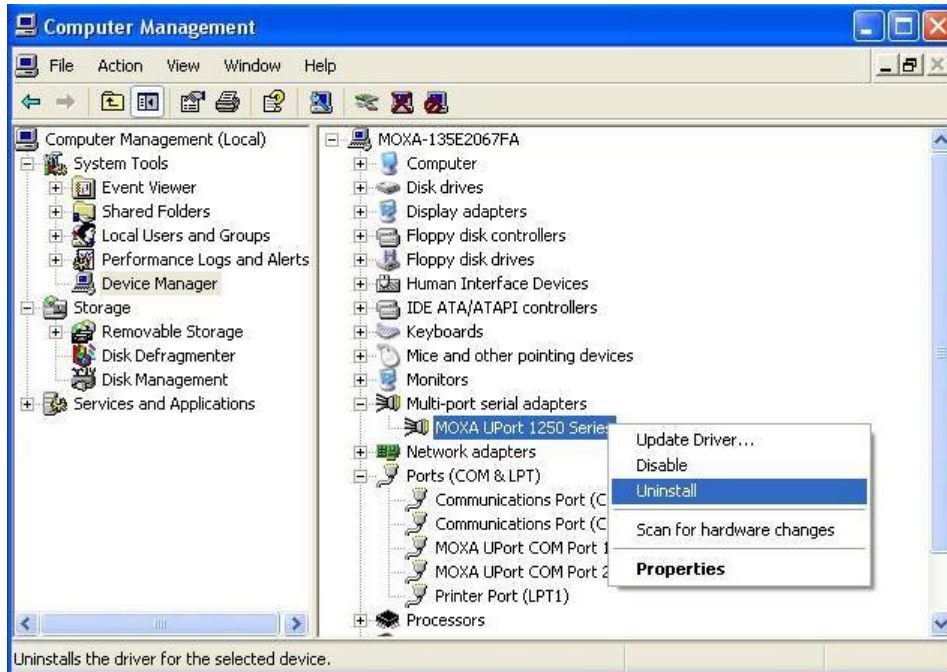 Computer Management
File Action View Window Help
Computer Management (Local)
System Tools
Event Viewer
Shared Folders
Local Users and Groups
Performance Logs and Alerts
Device Manager
Storage
Removable Storage
Disk Defragmenter
Disk Management
Services and Applications
MOXA-135E2067FA
Computer
Disk drives
Display adapters
Floppy disk controllers
Floppy disk drives
Human Interface Devices
IDE ATA/ATAPI controllers
Keyboards
Mice and other pointing devices
Monitors
Multi-port serial adapters
MOXA UPort 1250 Series
Network adapters
Ports (COM & LPT)
Communications Port (C
Communications Port (C
MOXA UPort COM Port 1
MOXA UPort COM Port 2
Printer Port (LPT1)
Processors
Update Driver...
Disable
Uninstall
Scan for hardware changes
Properties
Uninstalls the driver for the selected device.